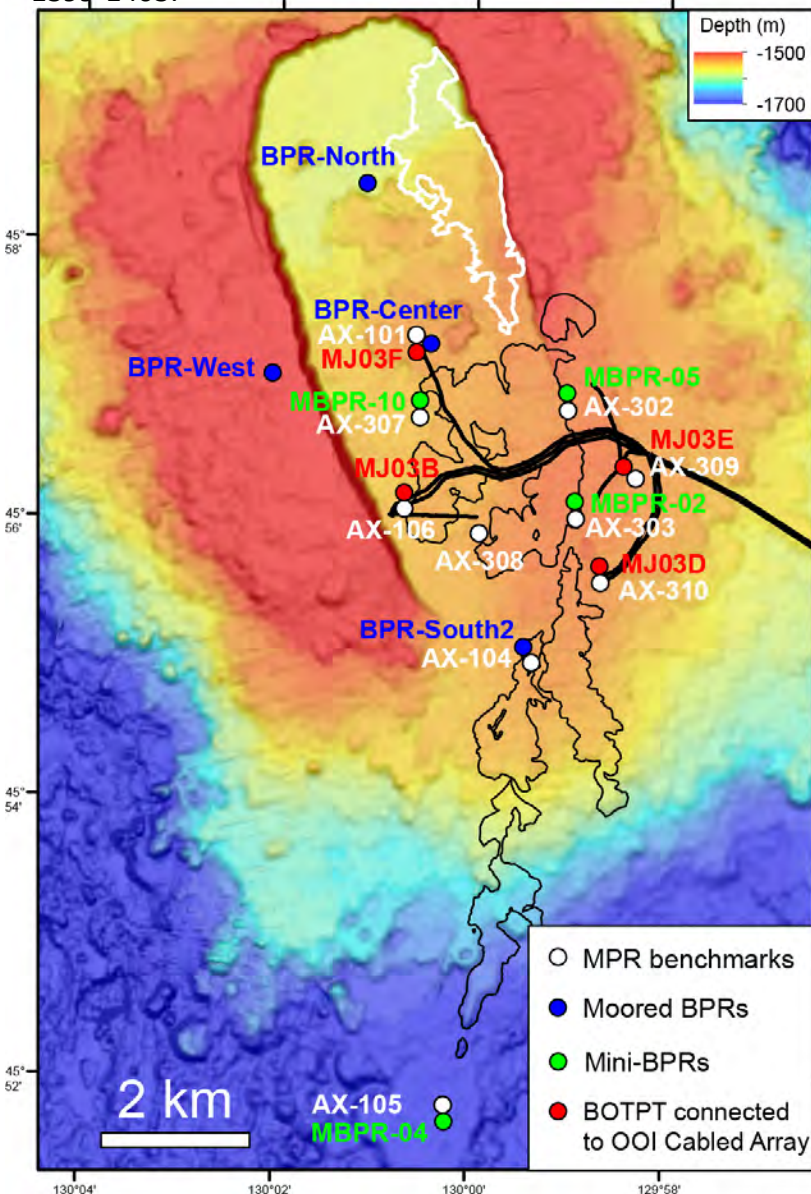 Depth (m)
-1500
-1700
BPR-North
45°
58'
BPR-Center
AX-101
MJ03F
BPR-West
MBPR-10
AX-307
MBPR-05
AX-302
MJ03E
AX-309
MJ03B
MBPR-02
45°
56'
AX-106
AX-303
AX-308
MJ03D
AX-310
BPR-South2
AX-104
45°
54'
MPR benchmarks
Moored BPRs
Mini-BPRs
BOTPT connected
to OOI Cabled Array
45°
52'
2 km
AX-105
MBPR-04
130°04'
130°02'
130°00'
129°58'